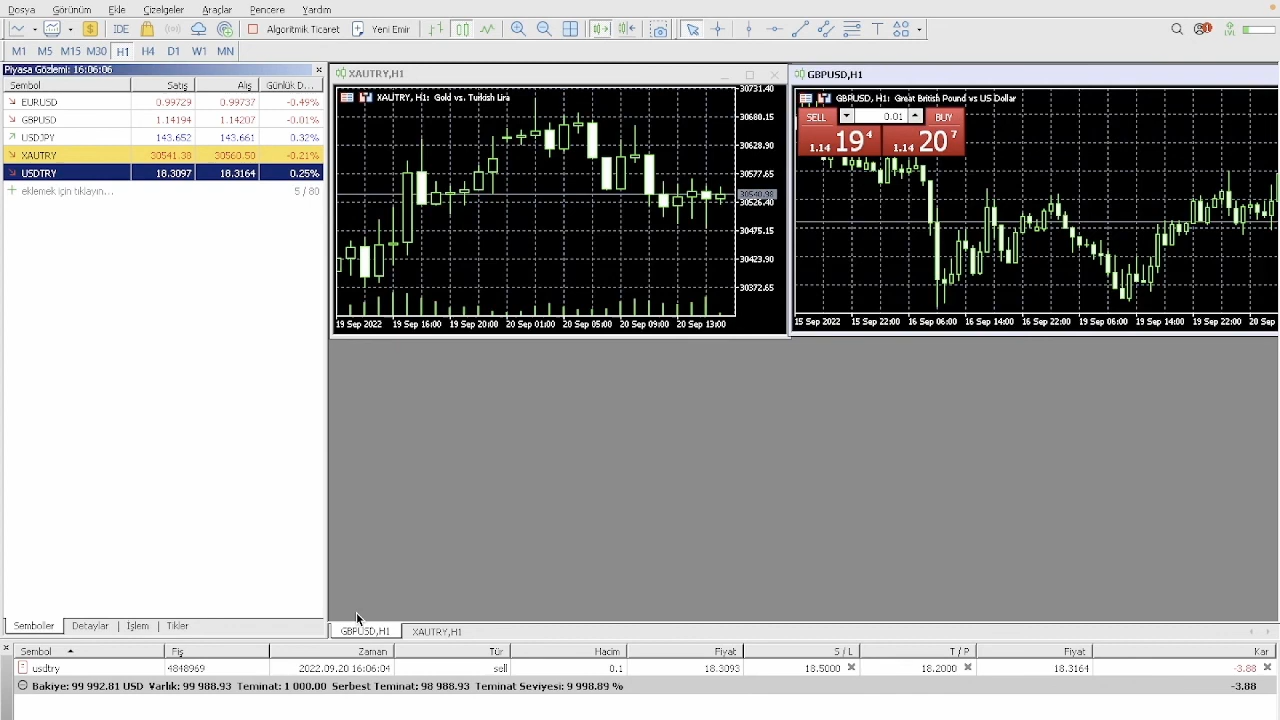 Dosya Görünüm Ekle Çizelgeler Araçlar Pencere Yardım
IDE Algoritmik Ticaret Yeni Emir
M1 M5 M15 M30 H1 H4 D1 W1 MN
Piyasa Gözlemi: 16:06:06
Sembol Satış Alış Günlük D...
EURUSD 0.99729 0.99737 -0.49%
GBPUSD 1.14194 1.14207 -0.01%
USDJPY 143.652 143.661 0.32%
XAUTRY 30541.38 30560.50 -0.21%
USDTRY 18.3097 18.3164 0.25%
eklemek için tıklayın... 5 / 80
Semboller Detaylar İşlem Tikler
XAUTRY,H1
XAUTRY, H1: Gold vs. Turkish Lira
30731.40
30680.15
30628.90
30577.65
30526.40
30475.15
30423.90
30372.65
19 Sep 2022 19 Sep 16:00 19 Sep 20:00 20 Sep 01:00 20 Sep 05:00 20 Sep 09:00 20 Sep 13:00
GBPUSD,H1
GBPUSD, H1: Great British Pound vs US Dollar
SELL 0.01 BUY
1.14 19 4 1.14 20 7
15 Sep 2022 15 Sep 22:00 16 Sep 06:00 16 Sep 14:00 16 Sep 22:00 19 Sep 06:00 19 Sep 14:00 19 Sep 22:00 20 Sep
GBPUSD,H1 XAUTRY,H1
Sembol Fiş Zaman Tür Hacim Fiyat S / L T / P Fiyat Kar
usdtry 4848969 2022.09.20 16:06:04 sell 0.1 18.3093 18.5000 18.2000 18.3164 -3.88
Bakiye: 99 992.81 USD Varlık: 99 988.93 Teminat: 1 000.00 Serbest Teminat: 98 988.93 Teminat Seviyesi: 9 998.89 % -3.88